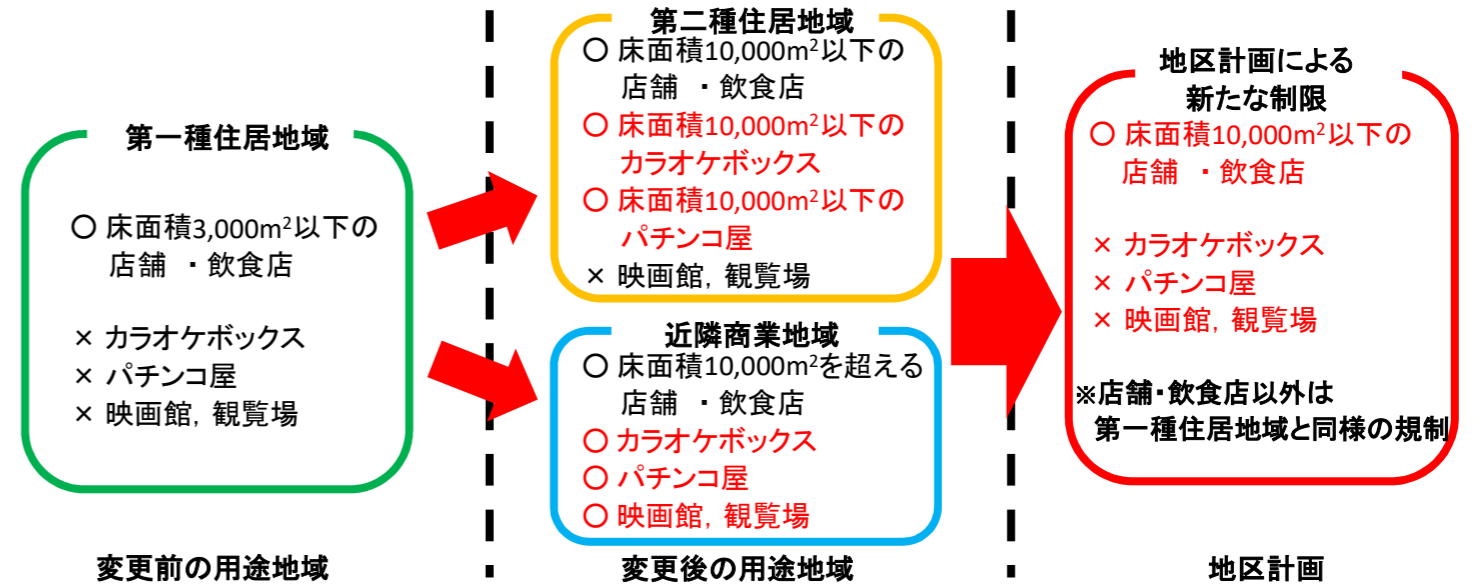 第一種住居地域
〇 床面積3,000m²以下の
店舗 ・飲食店
× カラオケボックス
× パチンコ屋
× 映画館，観覧場
変更前の用途地域
第二種住居地域
〇 床面積10,000m²以下の
店舗 ・飲食店
〇 床面積10,000m²以下の
カラオケボックス
〇 床面積10,000m²以下の
パチンコ屋
× 映画館，観覧場
近隣商業地域
〇 床面積10,000m²を超える
店舗 ・飲食店
〇 カラオケボックス
〇 パチンコ屋
〇 映画館，観覧場
変更後の用途地域
地区計画による
新たな制限
〇 床面積10,000m²以下の
店舗 ・飲食店
× カラオケボックス
× パチンコ屋
× 映画館，観覧場
※店舗・飲食店以外は
第一種住居地域と同様の規制
地区計画